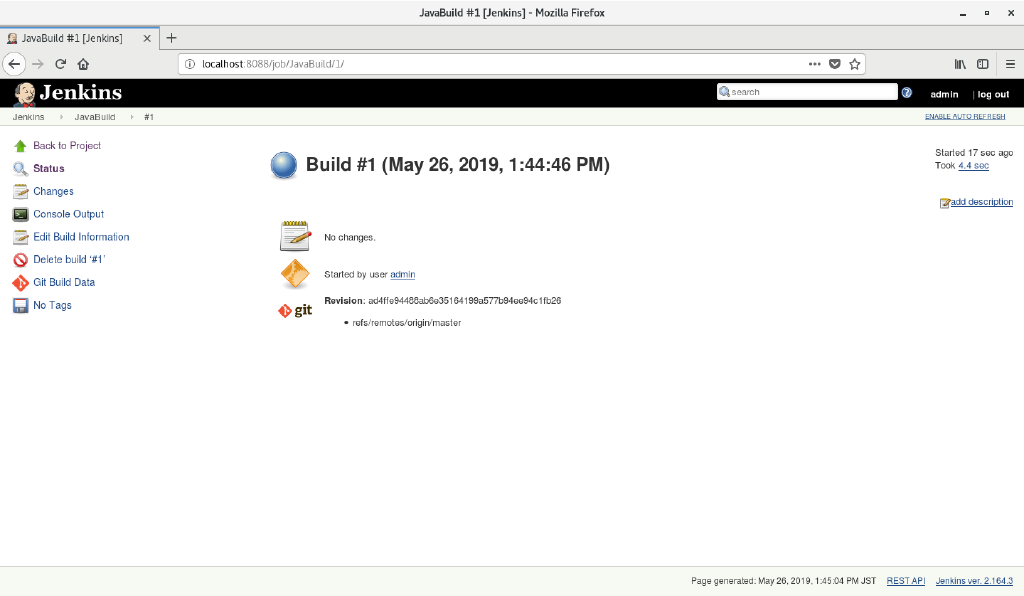 JavaBuild #1 [Jenkins] - Mozilla Firefox
JavaBuild #1 [Jenkins]
localhost:8088/job/JavaBuild/1/
Jenkins
search
admin
| log out
Jenkins
JavaBuild
#1
ENABLE AUTO REFRESH
Back to Project
Status
Changes
Console Output
Edit Build Information
Delete build ‘#1’
Git Build Data
No Tags
Build #1 (May 26, 2019, 1:44:46 PM)
Started 17 sec ago
Took 4.4 sec
add description
No changes.
Started by user admin
git
Revision: ad4ffe94488ab6e35164199a577b94ee94c1fb26
• refs/remotes/origin/master
Page generated: May 26, 2019, 1:45:04 PM JST
REST API
Jenkins ver. 2.164.3